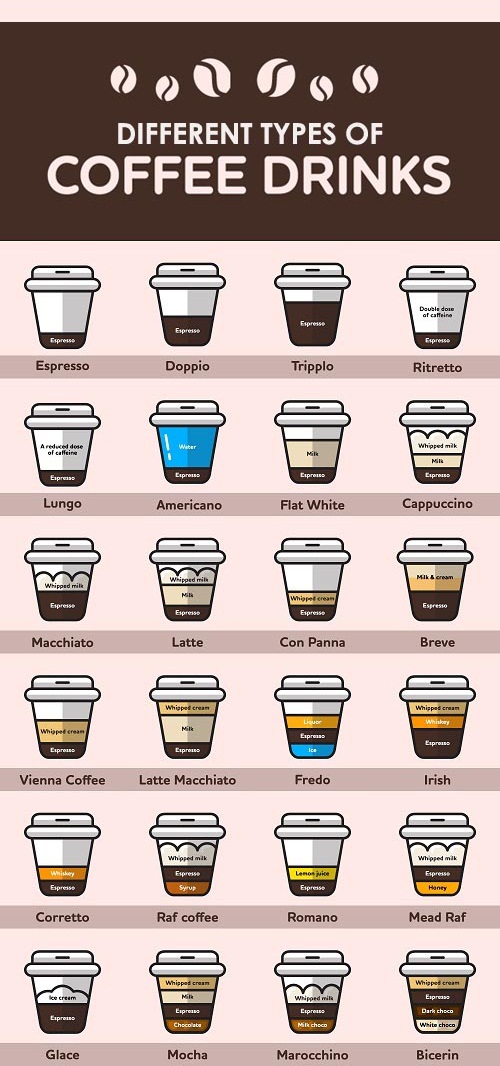 DIFFERENT TYPES OF
COFFEE DRINKS
Espresso
Espresso
Espresso
Doppio
Espresso
Tripplo
Double dose
of caffeine
Espresso
Ritretto
A reduced dose
of caffeine
Espresso
Lungo
Water
Espresso
Americano
Milk
Espresso
Flat White
Whipped milk
Milk
Espresso
Cappuccino
Whipped milk
Espresso
Macchiato
Whipped milk
Milk
Espresso
Latte
Whipped cream
Espresso
Con Panna
Milk & cream
Espresso
Breve
Whipped cream
Espresso
Vienna Coffee
Whipped cream
Milk
Espresso
Latte Macchiato
Liquor
Espresso
Ice
Fredo
Whipped cream
Whiskey
Espresso
Irish
Whiskey
Espresso
Corretto
Whipped milk
Espresso
Syrup
Raf coffee
Lemon juice
Espresso
Romano
Whipped milk
Espresso
Honey
Mead Raf
Ice cream
Espresso
Glace
Whipped cream
Milk
Espresso
Chocolate
Mocha
Whipped milk
Espresso
Milk choco
Marocchino
Whipped cream
Espresso
Dark choco
White choco
Bicerin